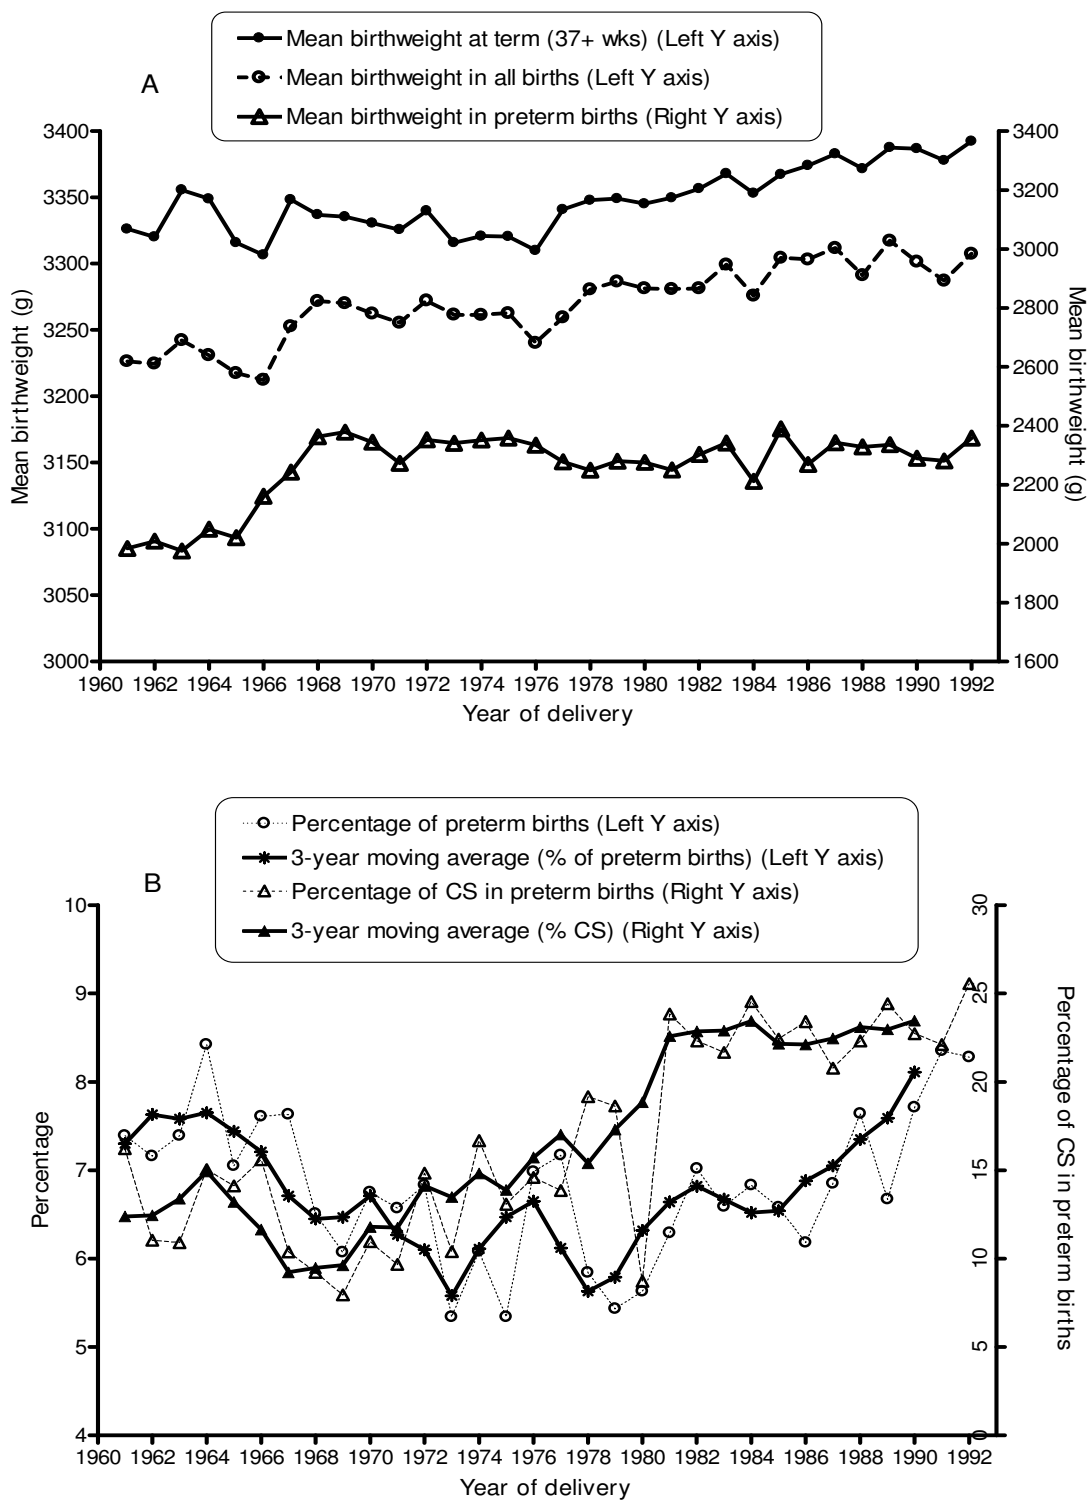 Mean birthweight at term (37+ wks) (Left Y axis)
Mean birthweight in all births (Left Y axis)
Mean birthweight in preterm births (Right Y axis)
A
3400
3350
3300
3250
3200
3150
3100
3050
3000
Mean birthweight (g)
3400
3200
3000
2800
2600
2400
2200
2000
1800
1600
Mean birthweight (g)
1960 1962 1964 1966 1968 1970 1972 1974 1976 1978 1980 1982 1984 1986 1988 1990 1992
Year of delivery
Percentage of preterm births (Left Y axis)
3-year moving average (% of preterm births) (Left Y axis)
Percentage of CS in preterm births (Right Y axis)
3-year moving average (% CS) (Right Y axis)
B
10
9
8
7
6
5
4
Percentage
30
25
20
15
10
5
0
Percentage of CS in preterm births
1960 1962 1964 1966 1968 1970 1972 1974 1976 1978 1980 1982 1984 1986 1988 1990 1992
Year of delivery